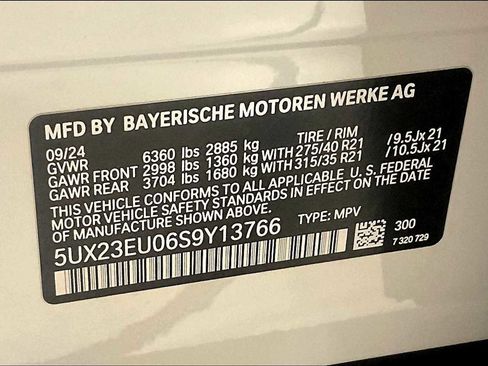 MFD BY BAYERISCHE MOTOREN WERKE AG
09/24 TIRE / RIM
GVWR 6360 lbs 2885 kg
GAWR FRONT 2998 lbs 1360 kg WITH 275/40 R21 /9.5Jx21
GAWR REAR 3704 lbs 1680 kg WITH 315/35 R21 /10.5Jx21
THIS VEHICLE CONFORMS TO ALL APPLICABLE U. S. FEDERAL
MOTOR VEHICLE SAFETY STANDARDS IN EFFECT ON THE
DATE OF MANUFACTURE SHOWN ABOVE.
5UX23EU06S9Y13766 TYPE: MPV 300
7 320 729